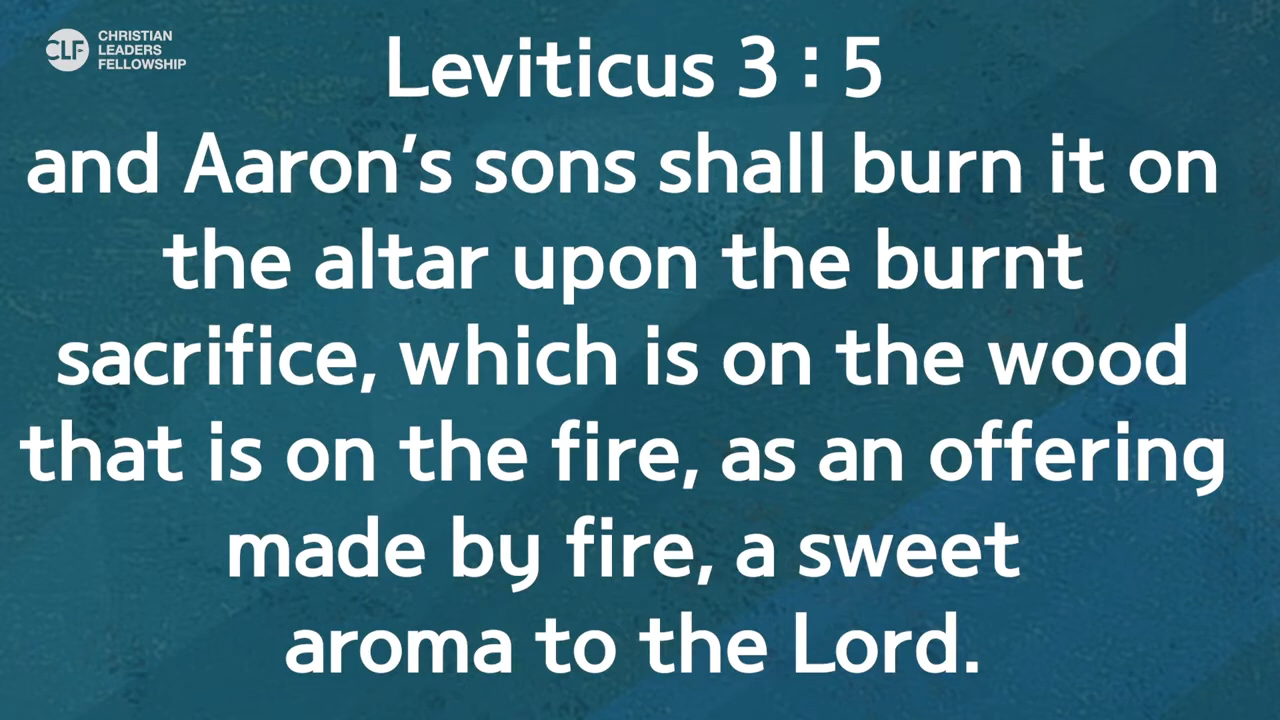 CLF
CHRISTIAN
LEADERS
FELLOWSHIP
Leviticus 3 : 5
and Aaron’s sons shall burn it on
the altar upon the burnt
sacrifice, which is on the wood
that is on the fire, as an offering
made by fire, a sweet
aroma to the Lord.